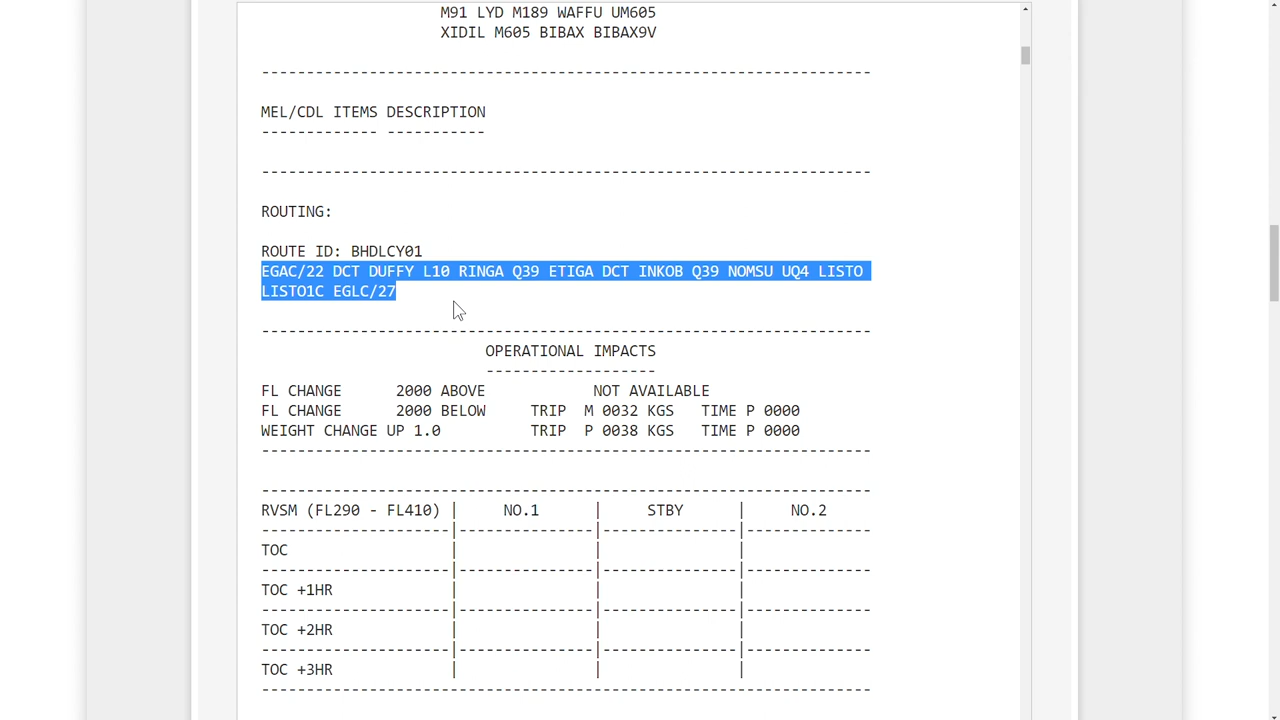 M91 LYD M189 WAFFU UM605
XIDIL M605 BIBAX BIBAX9V
--------------------------------------------------------------------
MEL/CDL ITEMS DESCRIPTION
------------- -----------
--------------------------------------------------------------------
ROUTING:
ROUTE ID: BHDLCY01
EGAC/22 DCT DUFFY L10 RINGA Q39 ETIGA DCT INKOB Q39 NOMSU UQ4 LISTO
LISTO1C EGLC/27
--------------------------------------------------------------------
OPERATIONAL IMPACTS
-------------------
FL CHANGE      2000 ABOVE            NOT AVAILABLE
FL CHANGE      2000 BELOW     TRIP  M 0032 KGS   TIME P 0000
WEIGHT CHANGE UP 1.0          TRIP  P 0038 KGS   TIME P 0000
--------------------------------------------------------------------
--------------------------------------------------------------------
RVSM (FL290 - FL410) |     NO.1      |     STBY      |     NO.2
---------------------|---------------|---------------|--------------
TOC                  |               |               |
---------------------|---------------|---------------|--------------
TOC +1HR             |               |               |
---------------------|---------------|---------------|--------------
TOC +2HR             |               |               |
---------------------|---------------|---------------|--------------
TOC +3HR             |               |               |
--------------------------------------------------------------------